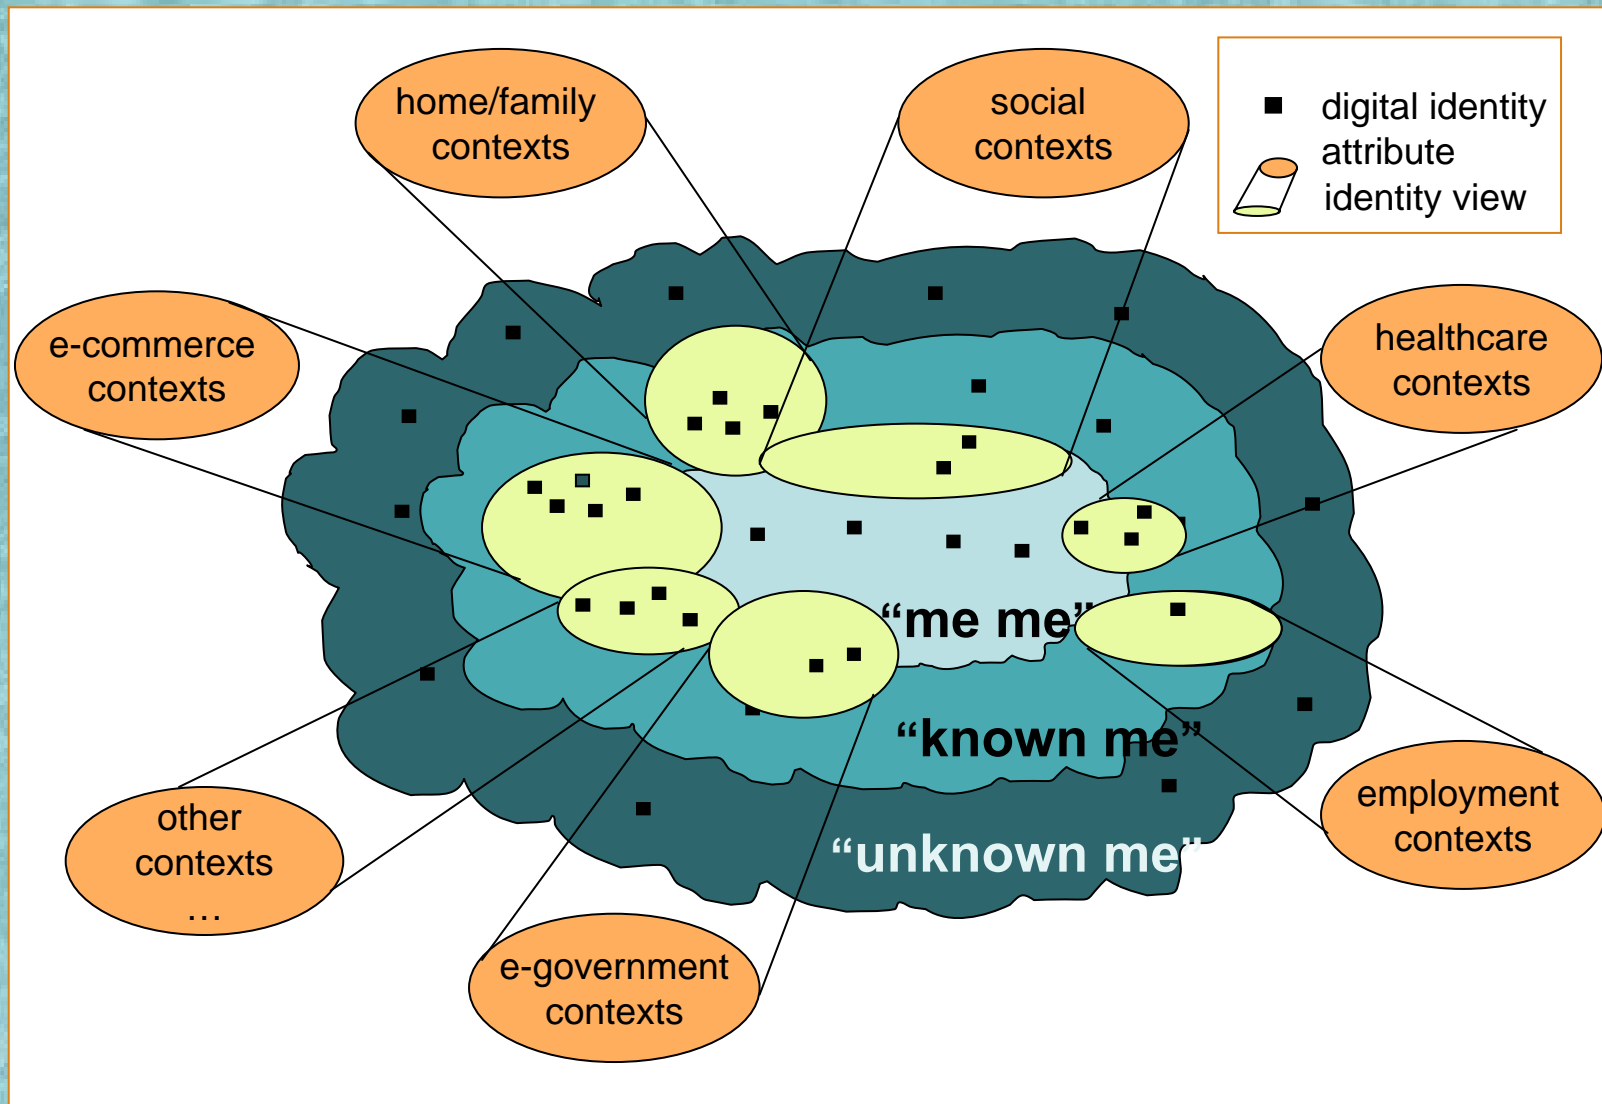 home/family
contexts
social
contexts
digital identity
attribute
identity view
e-commerce
contexts
healthcare
contexts
“me me”
“known me”
“unknown me”
other
contexts
…
employment
contexts
e-government
contexts